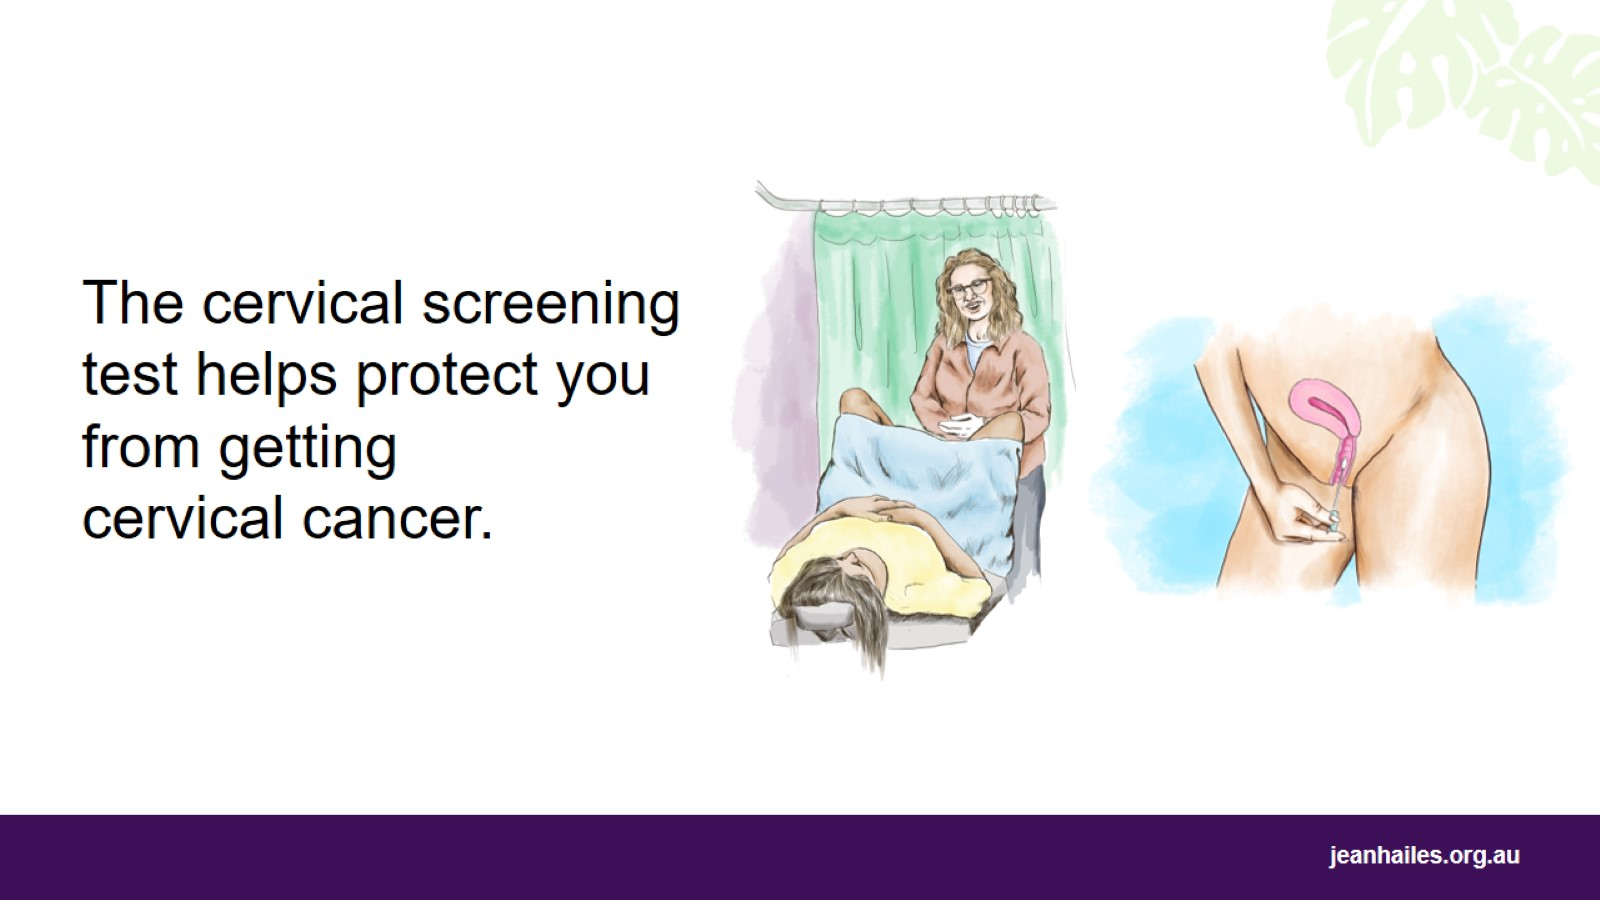 The cervical screening
test helps protect you
from getting
cervical cancer.
jeanhailes.org.au